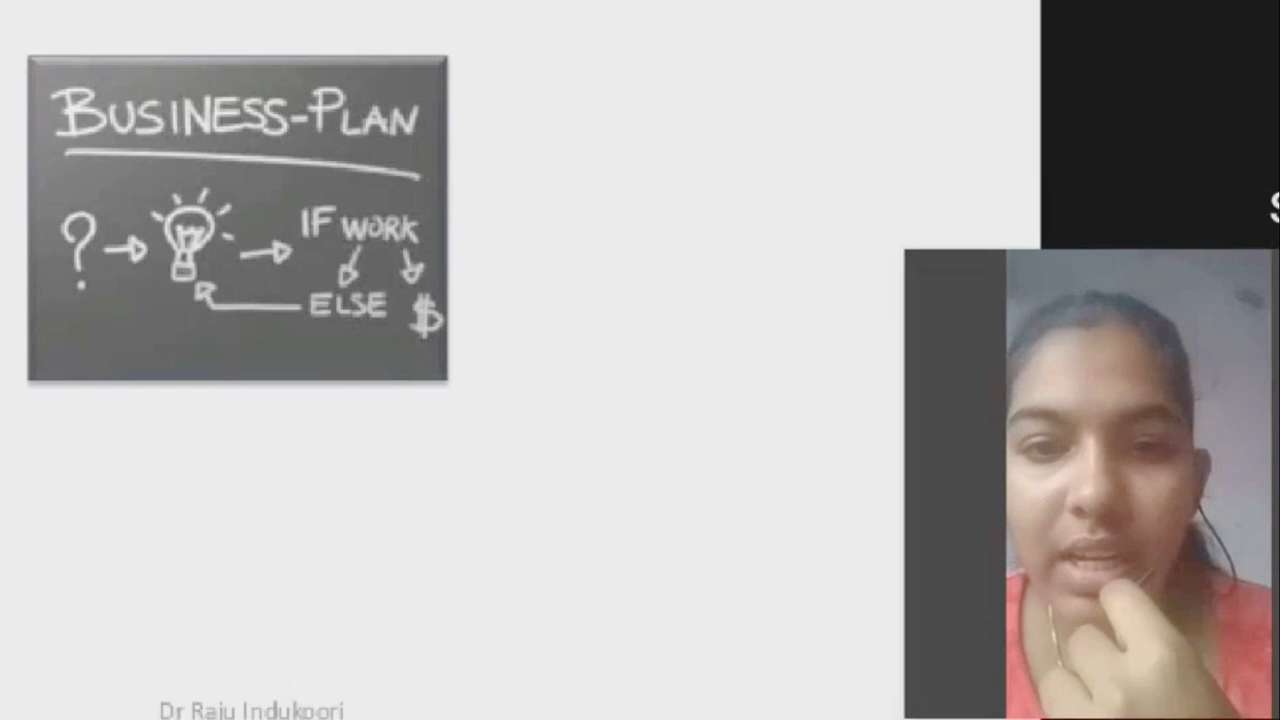 BUSINESS-PLAN
? → → IF WORK
ELSE $
Dr Raju Indukoori
S